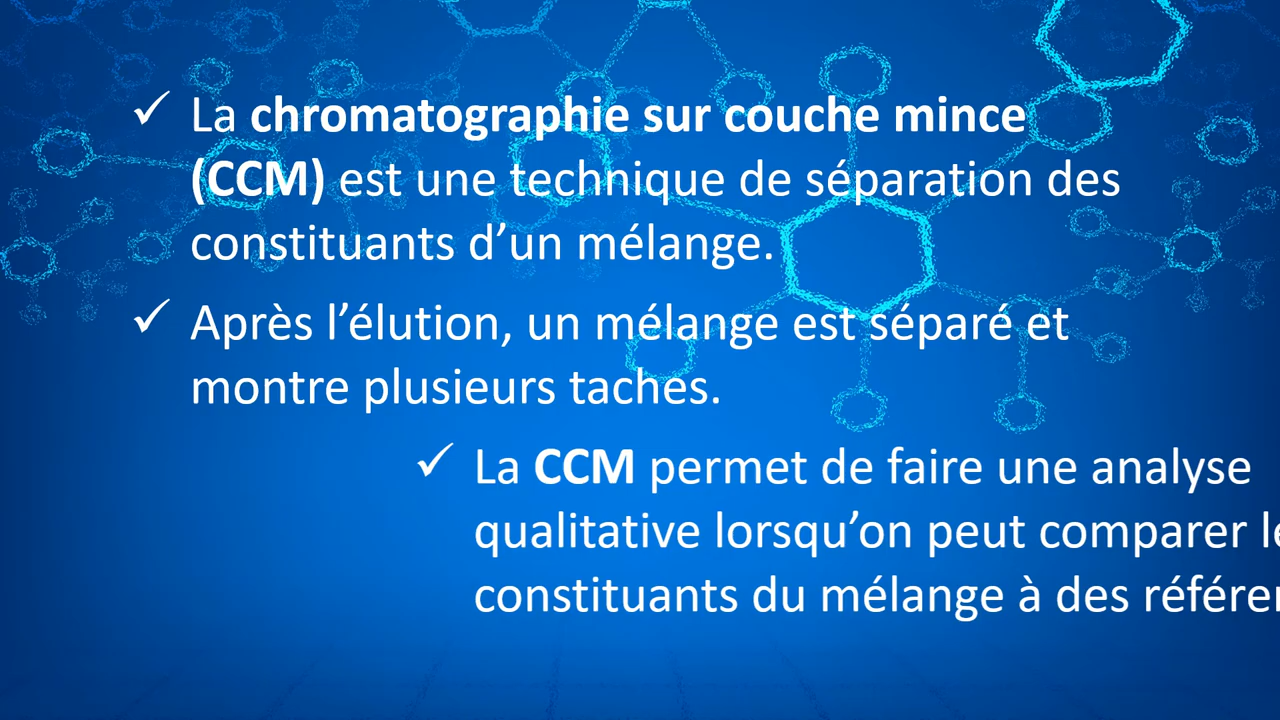 ✓ La chromatographie sur couche mince
(CCM) est une technique de séparation des
constituants d’un mélange.
✓ Après l’élution, un mélange est séparé et
montre plusieurs taches.
✓ La CCM permet de faire une analyse
qualitative lorsqu’on peut comparer
constituants du mélange à des